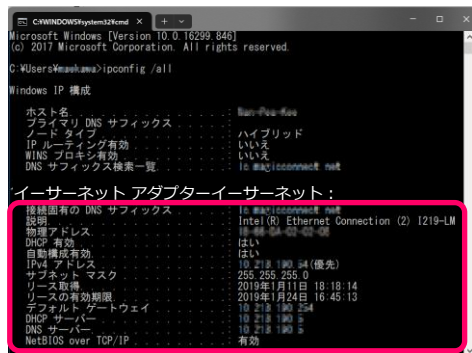 C:¥WINDOWS¥system32¥cmd
Microsoft Windows [Version 10.0.16299.846]
(c) 2017 Microsoft Corporation. All rights reserved.
C:¥Users¥>ipconfig /all
Windows IP 構成
ホスト名. . . . . . . . . . . . . . . :
プライマリ DNS サフィックス . . . . . . . :
ノード タイプ . . . . . . . . . . . . : ハイブリッド
IP ルーティング有効 . . . . . . . . . : いいえ
WINS プロキシ有効 . . . . . . . . . . : いいえ
DNS サフィックス検索一覧 . . . . . . . :
イーサーネット アダプターイーサーネット：
接続固有の DNS サフィックス . . . . . :
説明. . . . . . . . . . . . . . . . . : Intel(R) Ethernet Connection (2) I219-LM
物理アドレス. . . . . . . . . . . . . :
DHCP 有効 . . . . . . . . . . . . . . : はい
自動構成有効. . . . . . . . . . . . . : はい
IPv4 アドレス . . . . . . . . . . . . : (優先)
サブネット マスク . . . . . . . . . . : 255.255.255.0
リース取得. . . . . . . . . . . . . . : 2019年1月11日 18:18:14
リースの有効期限. . . . . . . . . . . : 2019年1月24日 16:45:13
デフォルト ゲートウェイ . . . . . . . :
DHCP サーバー . . . . . . . . . . . . :
DNS サーバー. . . . . . . . . . . . . :
NetBIOS over TCP/IP . . . . . . . . . : 有効